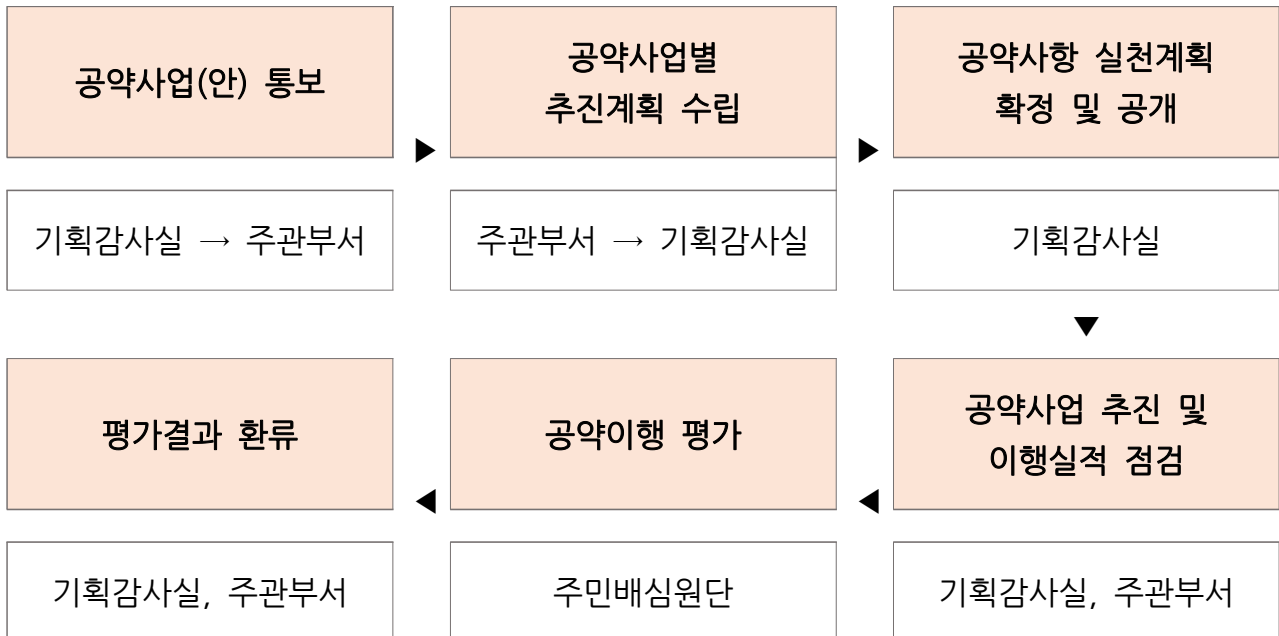 공약사업(안) 통보
공약사업별
추진계획 수립
공약사항 실천계획
확정 및 공개
▶
▶
기획감사실 → 주관부서
주관부서 → 기획감사실
기획감사실
▼
공약사업 추진 및
이행실적 점검
공약이행 평가
평가결과 환류
◀
◀
기획감사실, 주관부서
주민배심원단
기획감사실, 주관부서